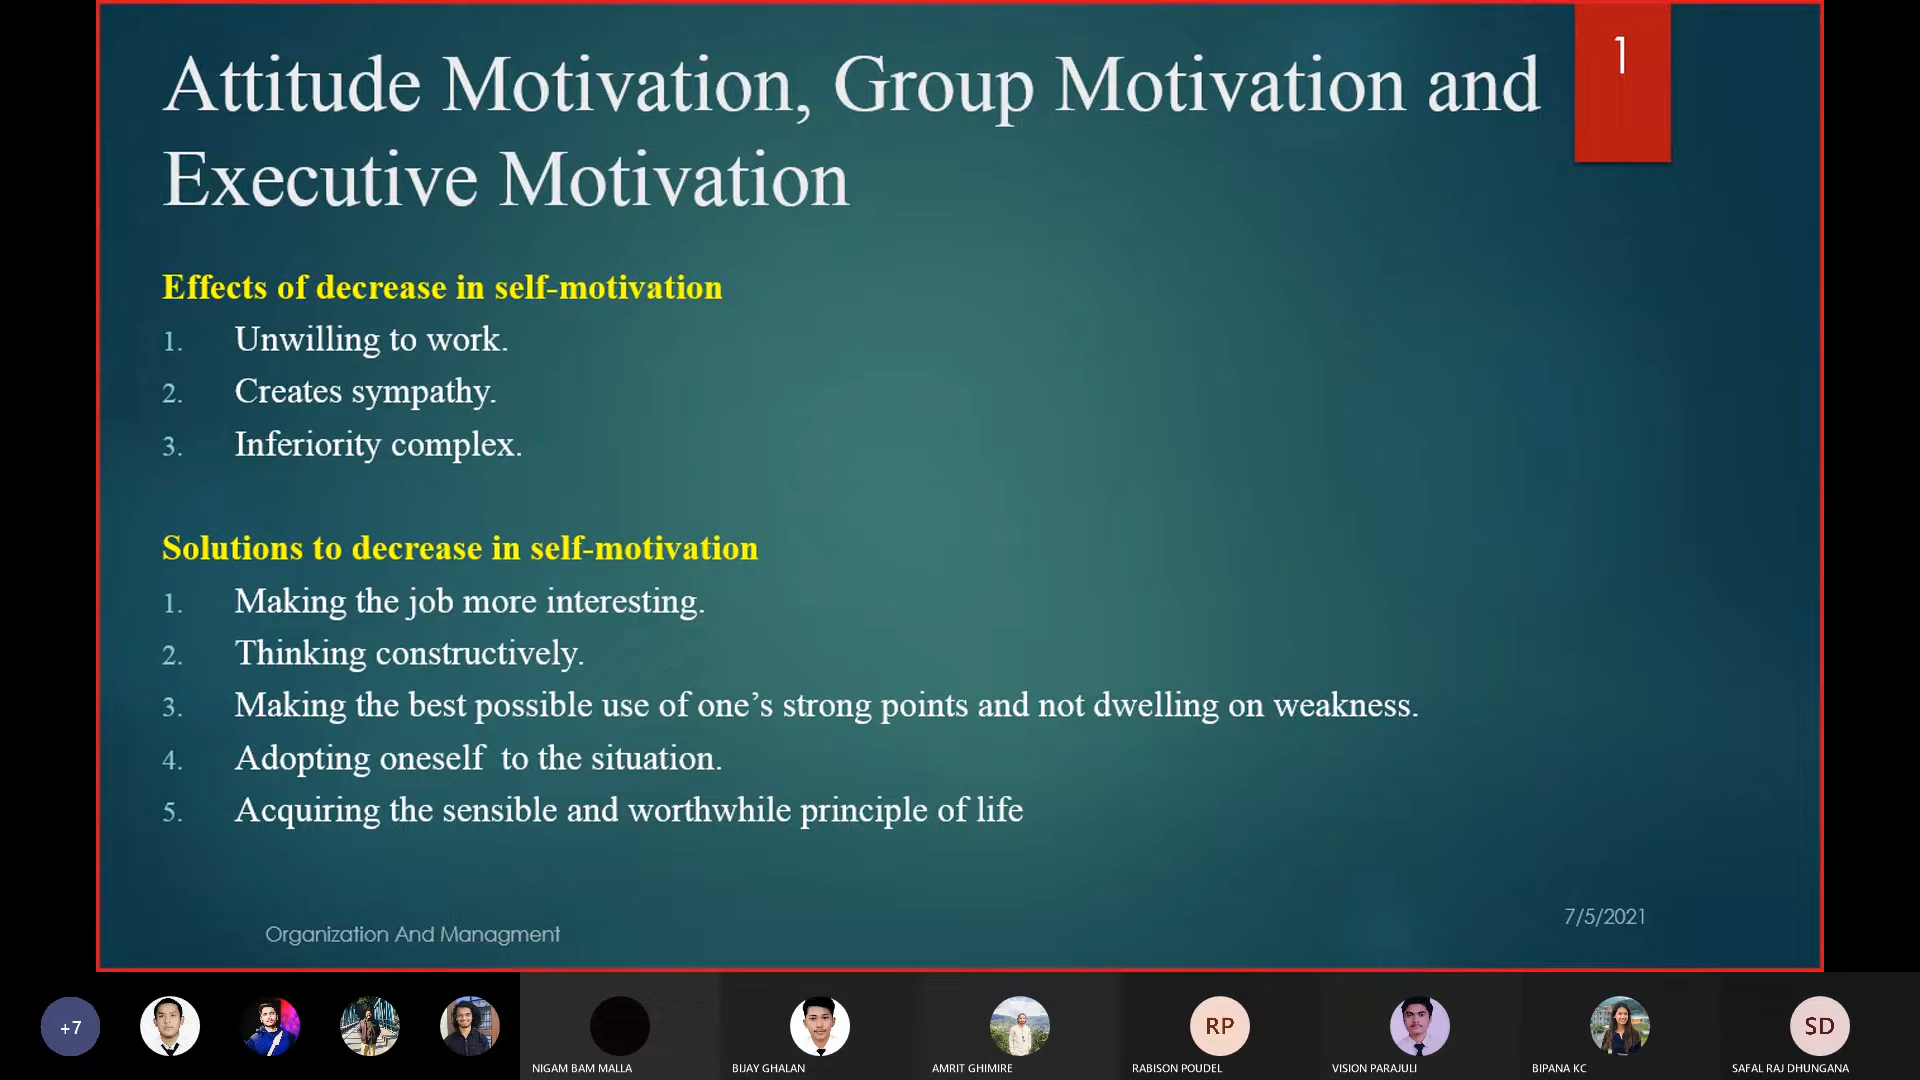 Attitude Motivation, Group Motivation and
Executive Motivation
1
Effects of decrease in self-motivation
1. Unwilling to work.
2. Creates sympathy.
3. Inferiority complex.
Solutions to decrease in self-motivation
1. Making the job more interesting.
2. Thinking constructively.
3. Making the best possible use of one’s strong points and not dwelling on weakness.
4. Adopting oneself  to the situation.
5. Acquiring the sensible and worthwhile principle of life
7/5/2021
Organization And Managment
+7
RP
SD
NIGAM BAM MALLA
BIJAY GHALAN
AMRIT GHIMIRE
RABISON POUDEL
VISION PARAJULI
BIPANA KC
SAFAL RAJ DHUNGANA